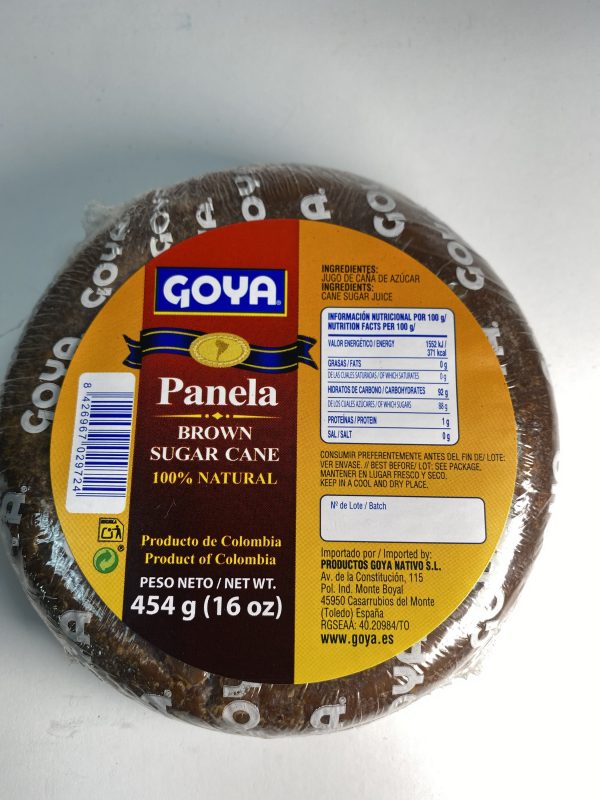 GOYA
Panela
BROWN
SUGAR CANE
100% NATURAL
Producto de Colombia
Product of Colombia
PESO NETO / NET WT.
454 g (16 oz)
8 426967 029724
INGREDIENTES:
JUGO DE CAÑA DE AZÚCAR
INGREDIENTS:
CANE SUGAR JUICE
INFORMACIÓN NUTRICIONAL POR 100 g/
NUTRITION FACTS PER 100 g/
VALOR ENERGÉTICO / ENERGY 1552 kJ /
371 kcal
GRASAS / FATS 0 g
DE LAS CUALES SATURADAS / OF WHICH SATURATES 0 g
HIDRATOS DE CARBONO / CARBOHYDRATES 92 g
DE LOS CUALES AZÚCARES / OF WHICH SUGARS 86 g
PROTEÍNAS / PROTEIN 1 g
SAL / SALT 0 g
CONSUMIR PREFERENTEMENTE ANTES DEL FIN DE/ LOTE:
VER ENVASE. // BEST BEFORE/ LOT: SEE PACKAGE.
MANTENER EN LUGAR FRESCO Y SECO.
KEEP IN A COOL AND DRY PLACE.
Nº de Lote / Batch
Importado por / Imported by:
PRODUCTOS GOYA NATIVO S.L.
Av. de la Constitución, 115
Pol. Ind. Monte Boyal
45950 Casarrubios del Monte
(Toledo) España
RGSEAA: 40.20984/TO
www.goya.es
GOYA
GOYA